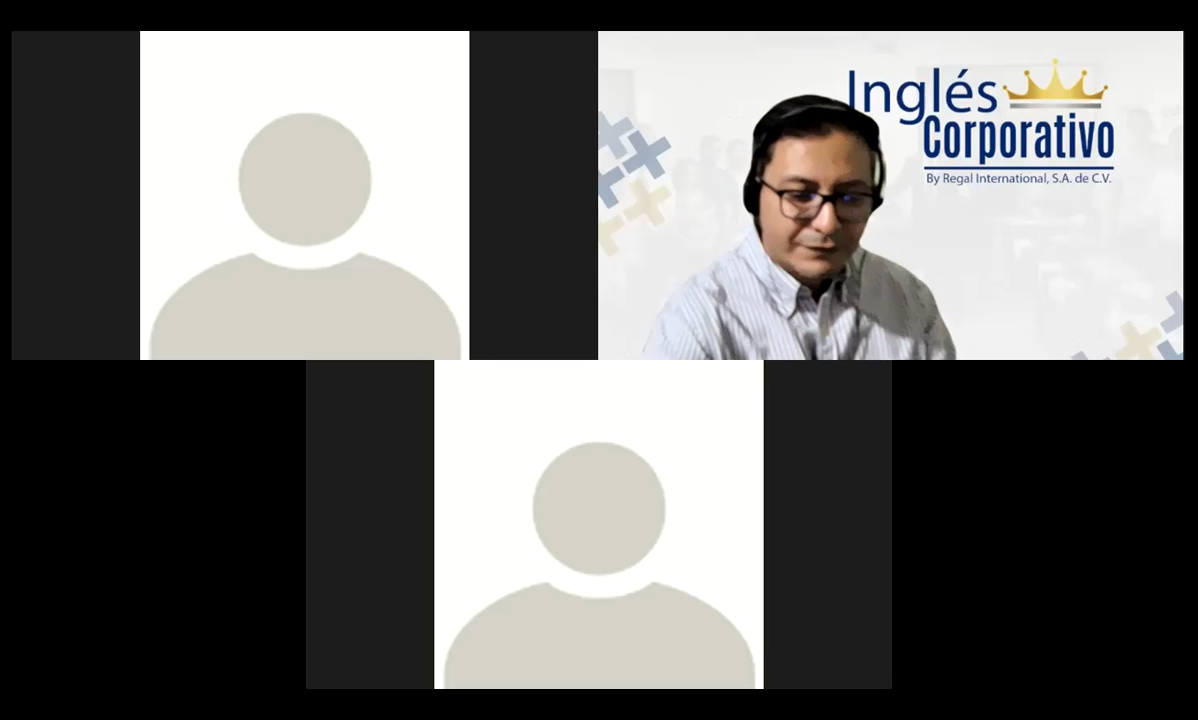 Inglés
Corporativo
By Regal International, S.A. de C.V.